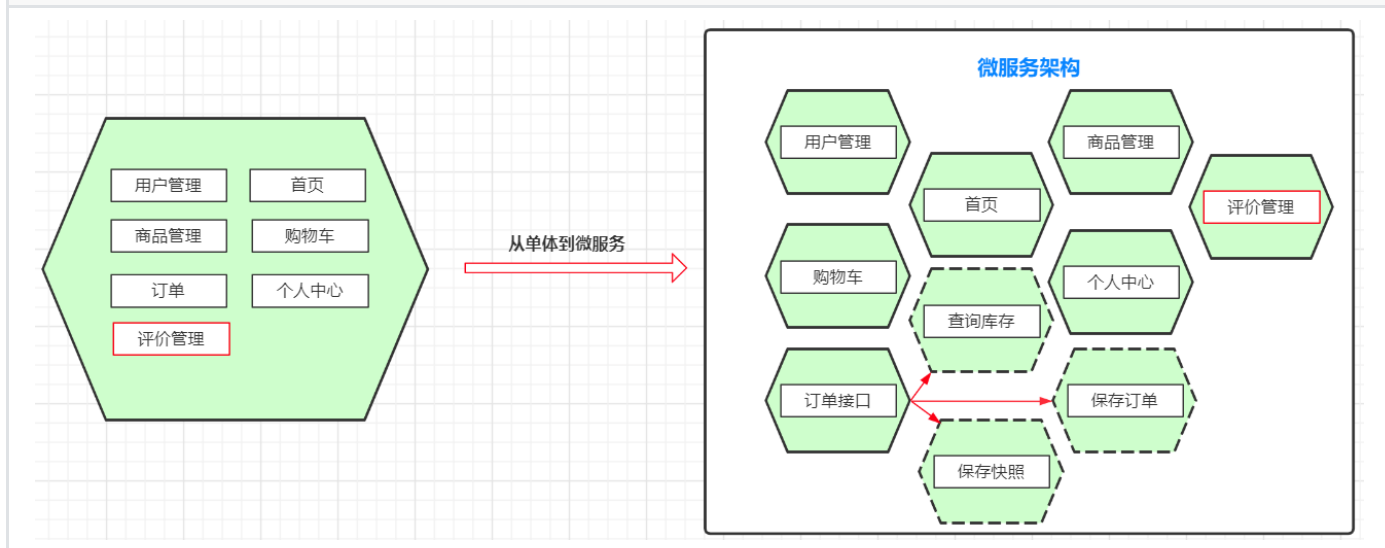 用户管理
首页
商品管理
购物车
订单
个人中心
评价管理
从单体到微服务
微服务架构
用户管理
商品管理
首页
评价管理
购物车
个人中心
查询库存
订单接口
保存订单
保存快照